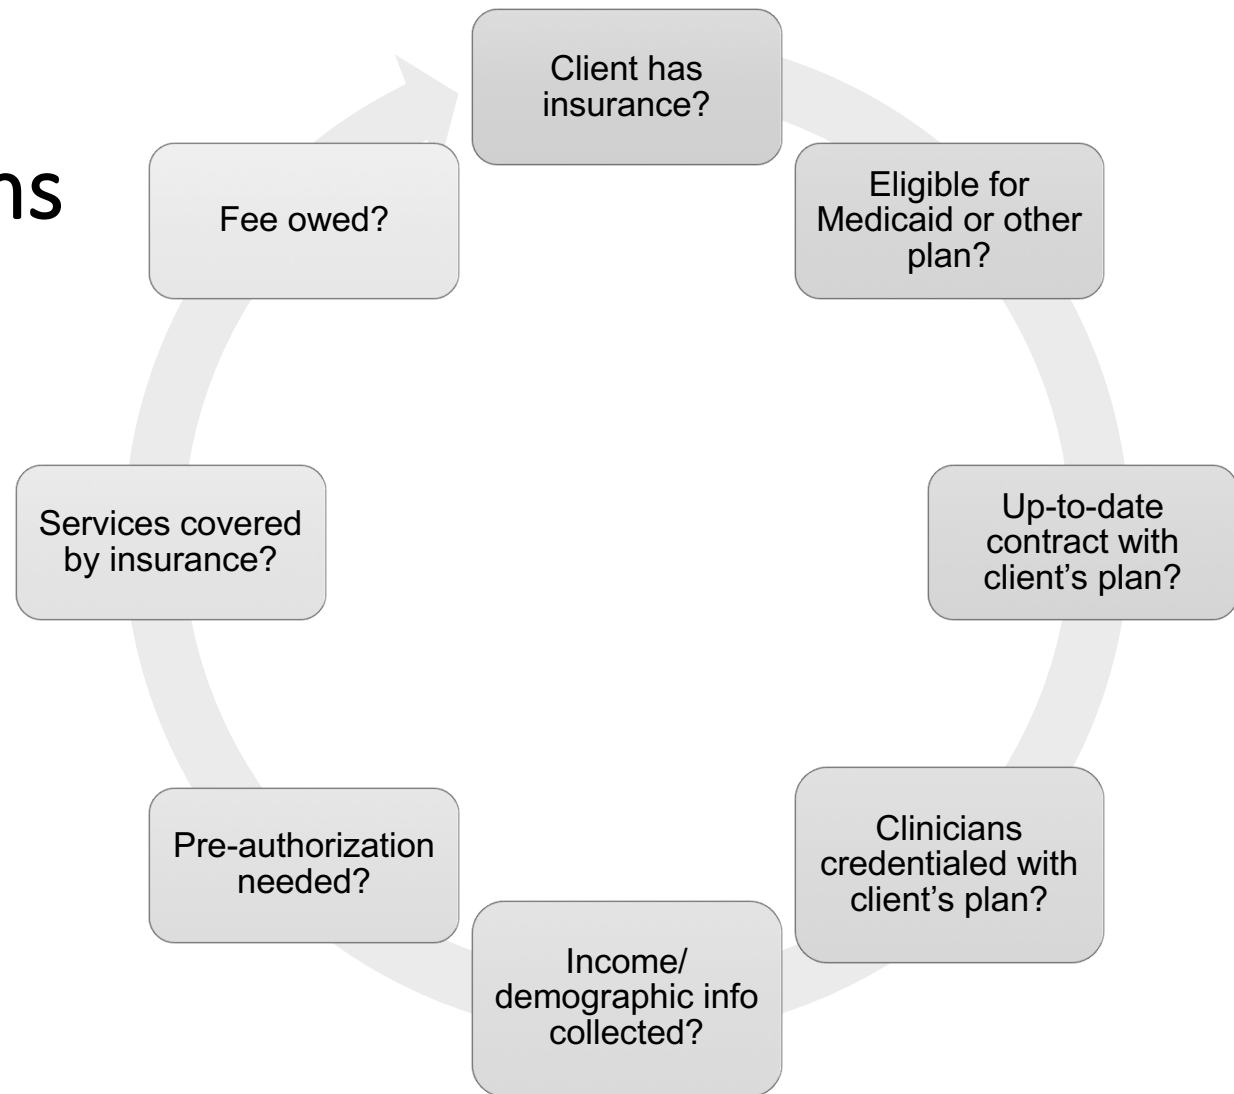 Client has
insurance?
Eligible for
Medicaid or other
plan?
Up-to-date
contract with
client’s plan?
Clinicians
credentialed with
client’s plan?
Income/
demographic info
collected?
Pre-authorization
needed?
Services covered
by insurance?
Fee owed?